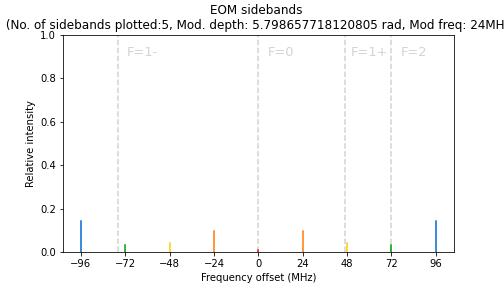 EOM sidebands
(No. of sidebands plotted:5, Mod. depth: 5.798657718120805 rad, Mod freq: 24MH
1.0
F=1-
F=0
F=1+
F=2
0.8
0.6
Relative intensity
0.4
0.2
0.0
−96
−72
−48
−24
0
24
48
72
96
Frequency offset (MHz)